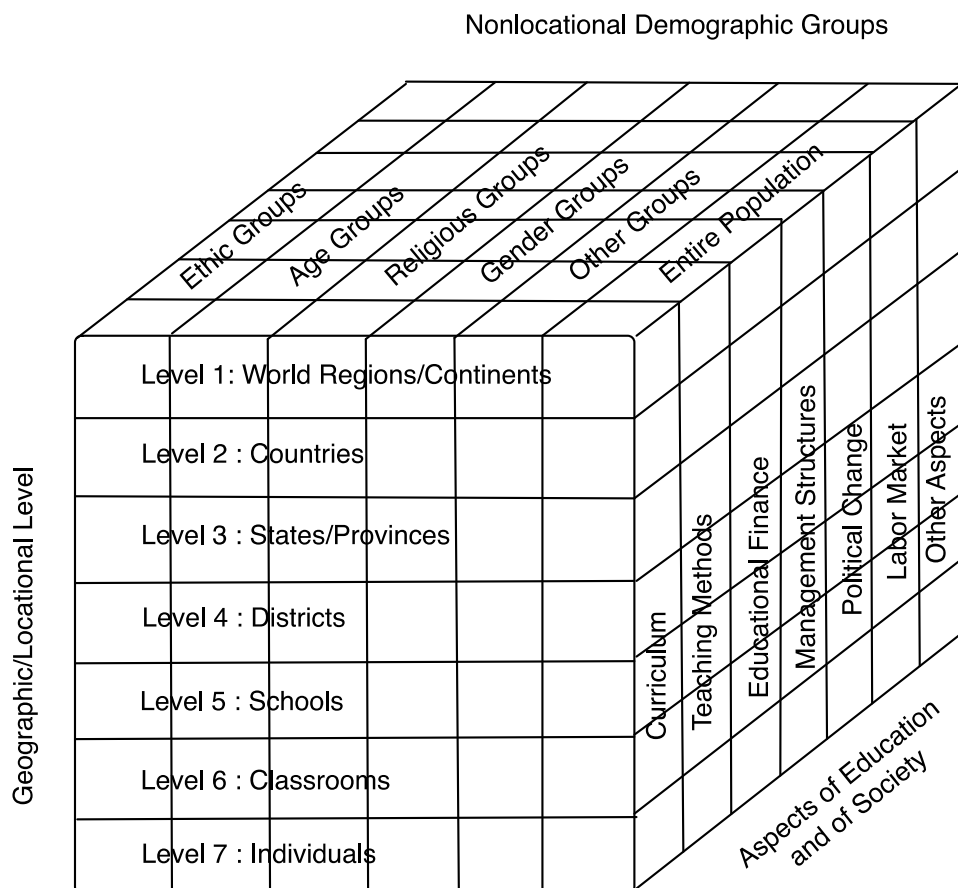 Nonlocational Demographic Groups
Ethic Groups
Age Groups
Religious Groups
Gender Groups
Other Groups
Entire Population
Geographic/Locational Level
Level 1: World Regions/Continents
Level 2 : Countries
Level 3 : States/Provinces
Level 4 : Districts
Level 5 : Schools
Level 6 : Classrooms
Level 7 : Individuals
Curriculum
Teaching Methods
Educational Finance
Management Structures
Political Change
Labor Market
Other Aspects
Aspects of Education
and of Society